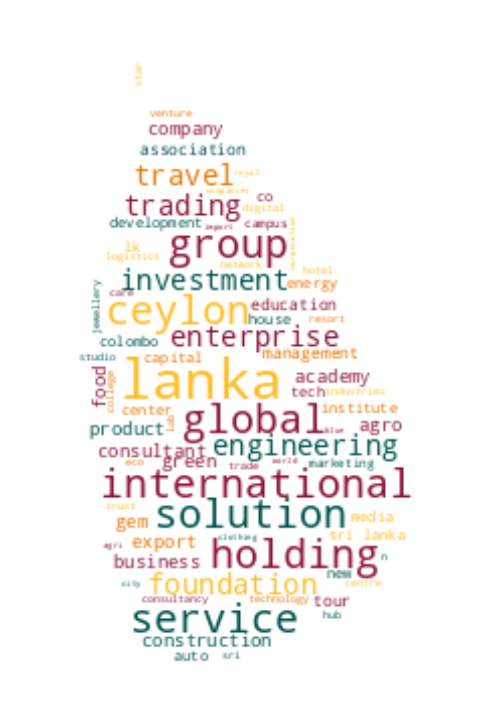 star
venture
company
association
travel royal
companies
trading co
digital
development import campus
group corporation
lk
logistics network
hotel
investment energy
care
jewellery ceylon education
house resort
colombo enterprise
studio capital management
lanka academy
food college tech industries
center global institute
product lab blue agro
consultant engineering
eco green trade world marketing
international
trust solution media
gem clothing sri lanka
agri export holding
business n
new
city foundation centre
consultancy technology tour
service hub
construction
auto sri